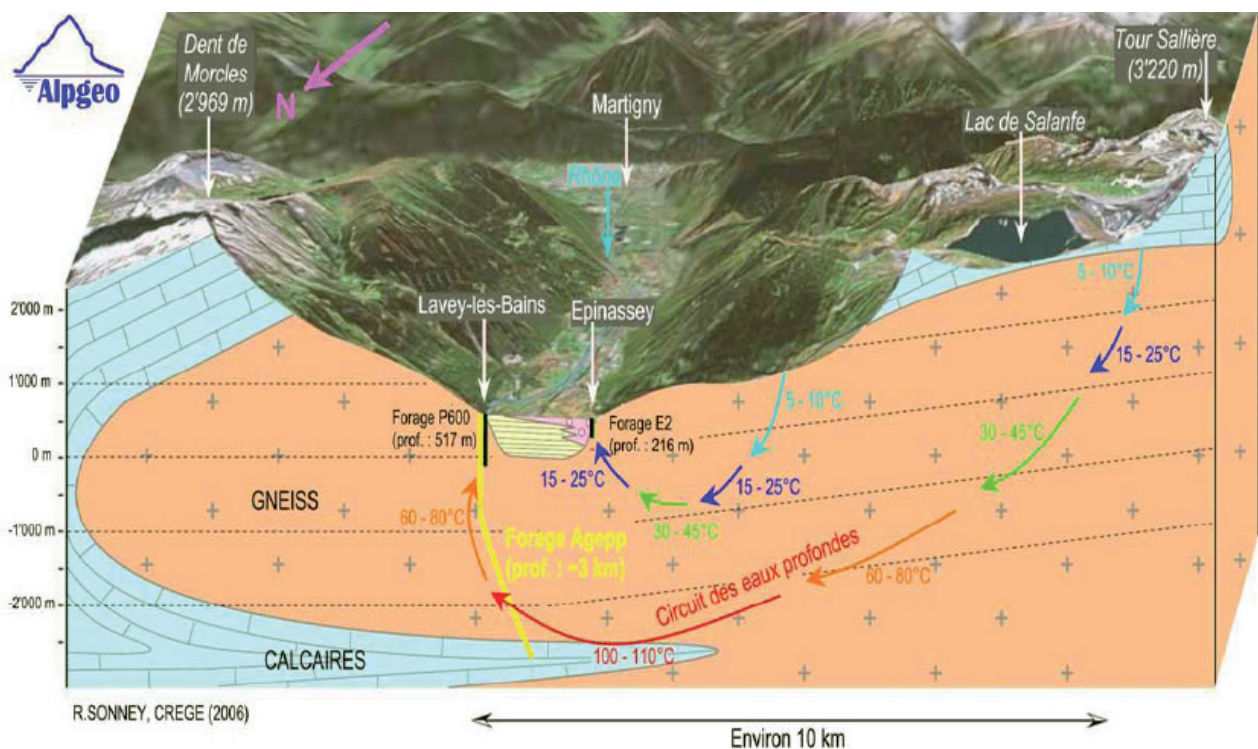 Alpgeo
Dent de
Morcles
(2'969 m)
N
Martigny
Rhône
Lac de Salanfe
Tour Sallière
(3'220 m)
5 - 10°C
15 - 25°C
30 - 45°C
60 - 80°C
Lavey-les-Bains
Epinassey
2'000 m
1'000 m
0 m
-1'000 m
-2000 m
Forage P600
(prof. : 517 m)
Forage E2
(prof. : 216 m)
5 - 10°C
15 - 25°C
15 - 25°C
30 - 45°C
GNEISS
60 - 80°C
Forage Agepp
(prof. : ~3 km)
Circuit des eaux profondes
100 - 110°C
CALCAIRES
R.SONNEY, CREGE (2006)
Environ 10 km